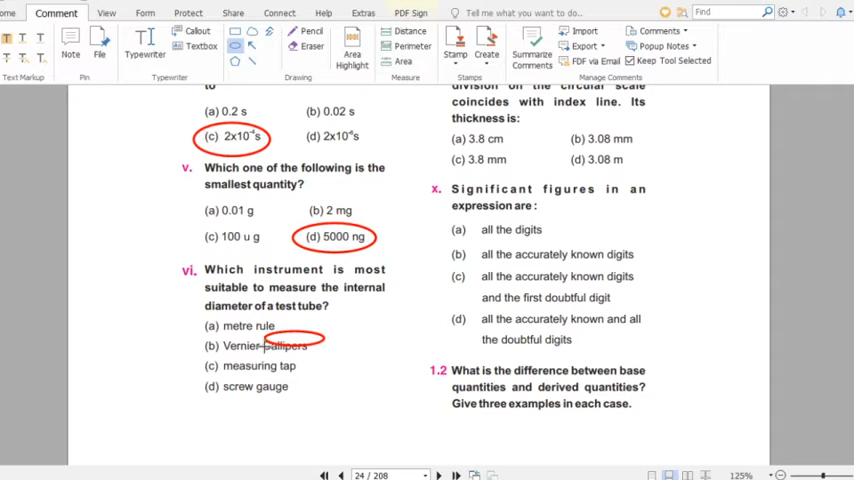 ome
Comment
View
Form
Protect
Share
Connect
Help
Extras
PDF Sign
Tell me what you want to do...
Find
Note
File
Typewriter
Callout
Textbox
Pencil
Eraser
Area
Highlight
Distance
Perimeter
Area
Stamp
Create
Summarize
Comments
Import
Export
FDF via Email
Comments
Popup Notes
Keep Tool Selected
Text Markup
Pin
Typewriter
Drawing
Measure
Stamps
Manage Comments
to
(a) 0.2 s
(b) 0.02 s
(c) 2x10⁻⁴s
(d) 2x10⁻⁶s
v. Which one of the following is the
smallest quantity?
(a) 0.01 g
(b) 2 mg
(c) 100 u g
(d) 5000 ng
vi. Which instrument is most
suitable to measure the internal
diameter of a test tube?
(a) metre rule
(b) Vernier Callipers
(c) measuring tap
(d) screw gauge
division on the circular scale
coincides with index line. Its
thickness is:
(a) 3.8 cm
(b) 3.08 mm
(c) 3.8 mm
(d) 3.08 m
x. Significant figures in an
expression are :
(a) all the digits
(b) all the accurately known digits
(c) all the accurately known digits
and the first doubtful digit
(d) all the accurately known and all
the doubtful digits
1.2 What is the difference between base
quantities and derived quantities?
Give three examples in each case.
24 / 208
125%